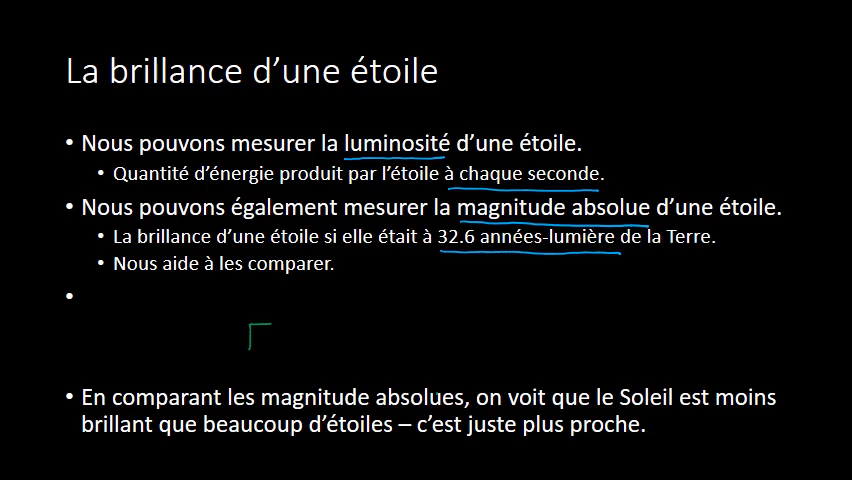 La brillance d’une étoile
• Nous pouvons mesurer la luminosité d’une étoile.
• Quantité d’énergie produit par l’étoile à chaque seconde.
• Nous pouvons également mesurer la magnitude absolue d’une étoile.
• La brillance d’une étoile si elle était à 32.6 années-lumière de la Terre.
• Nous aide à les comparer.
•
• En comparant les magnitude absolues, on voit que le Soleil est moins
brillant que beaucoup d’étoiles – c’est juste plus proche.